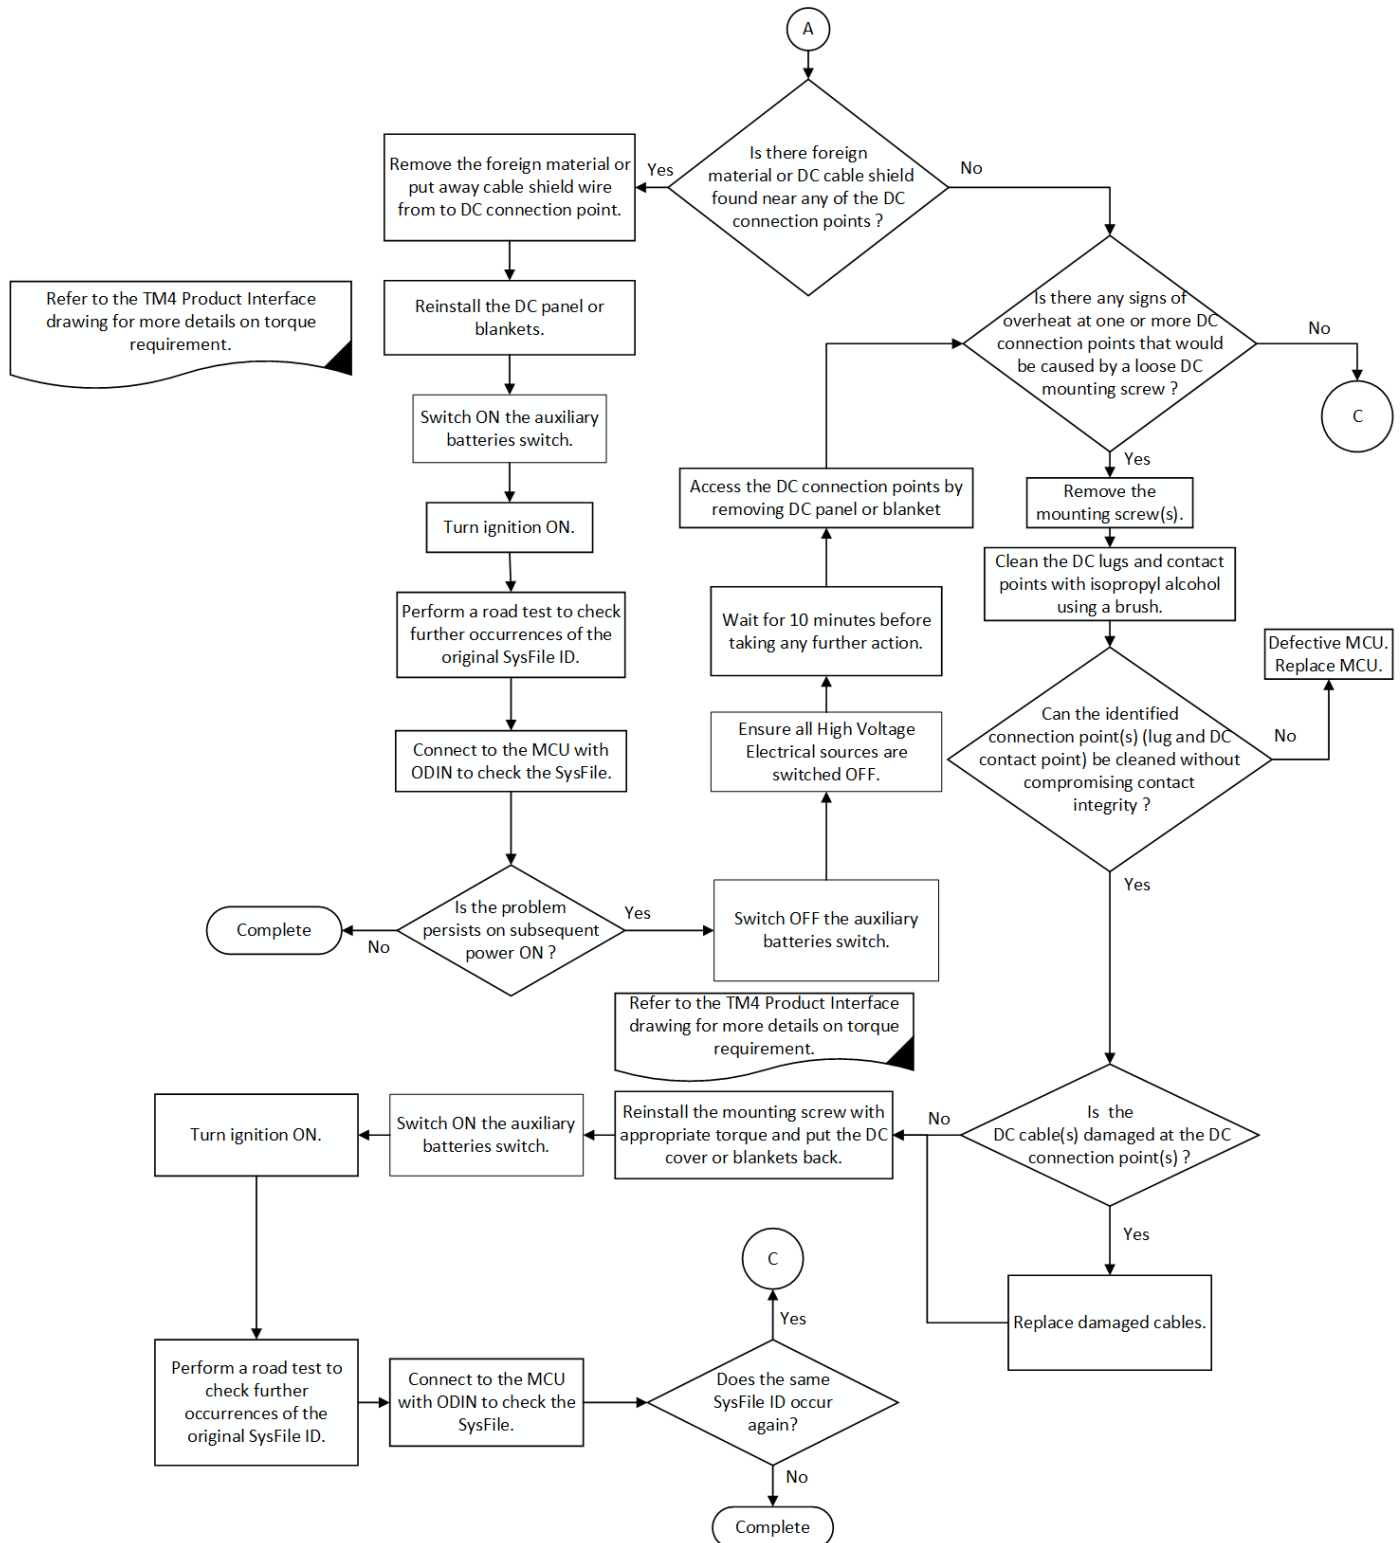 A
Is there foreign
material or DC cable shield
found near any of the DC
connection points ?
Yes
No
Remove the foreign material or
put away cable shield wire
from to DC connection point.
Refer to the TM4 Product Interface
drawing for more details on torque
requirement.
Reinstall the DC panel or
blankets.
Is there any signs of
overheat at one or more DC
connection points that would
be caused by a loose DC
mounting screw ?
No
C
Yes
Switch ON the auxiliary
batteries switch.
Access the DC connection points by
removing DC panel or blanket
Remove the
mounting screw(s).
Turn ignition ON.
Clean the DC lugs and contact
points with isopropyl alcohol
using a brush.
Perform a road test to check
further occurrences of the
original SysFile ID.
Wait for 10 minutes before
taking any further action.
Defective MCU.
Replace MCU.
Can the identified
connection point(s) (lug and DC
contact point) be cleaned without
compromising contact
integrity ?
No
Yes
Connect to the MCU with
ODIN to check the SysFile.
Ensure all High Voltage
Electrical sources are
switched OFF.
Is the problem
persists on subsequent
power ON ?
Yes
No
Complete
Switch OFF the auxiliary
batteries switch.
Refer to the TM4 Product Interface
drawing for more details on torque
requirement.
Is the
DC cable(s) damaged at the DC
connection point(s) ?
No
Yes
Reinstall the mounting screw with
appropriate torque and put the DC
cover or blankets back.
Switch ON the auxiliary
batteries switch.
Turn ignition ON.
Replace damaged cables.
C
Yes
Perform a road test to
check further
occurrences of the
original SysFile ID.
Connect to the MCU
with ODIN to check the
SysFile.
Does the same
SysFile ID occur
again?
No
Complete